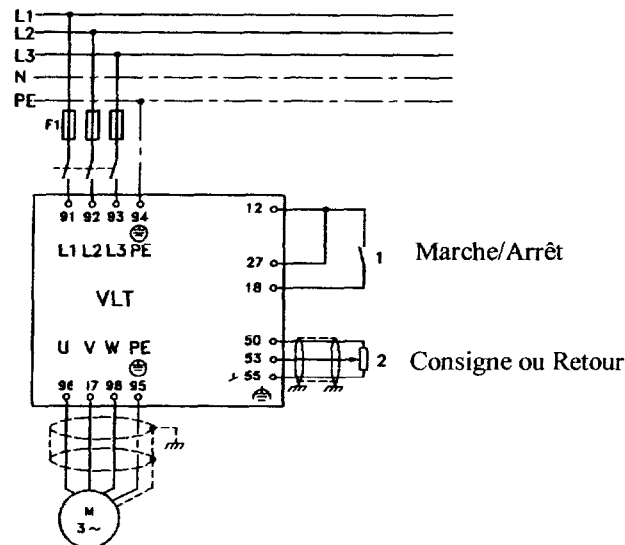 L1
L2
L3
N
PE
F1
91 92 93 94
12
L1 L2 L3 PE
27
1 Marche/Arrêt
18
VLT
50
U V W PE
53
2 Consigne ou Retour
55
96 17 98 95
M
3~